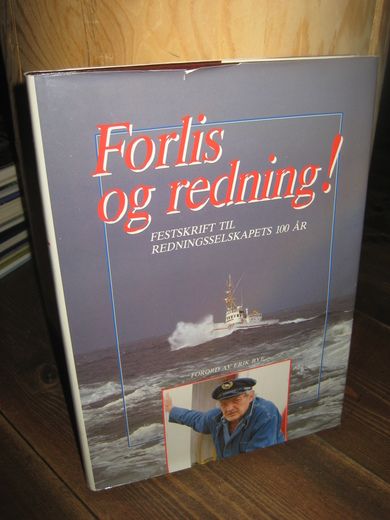 Forlis
og redning!
FESTSKRIFT TIL
REDNINGSSELSKAPETS 100 ÅR
FORORD AV ERIK BYE